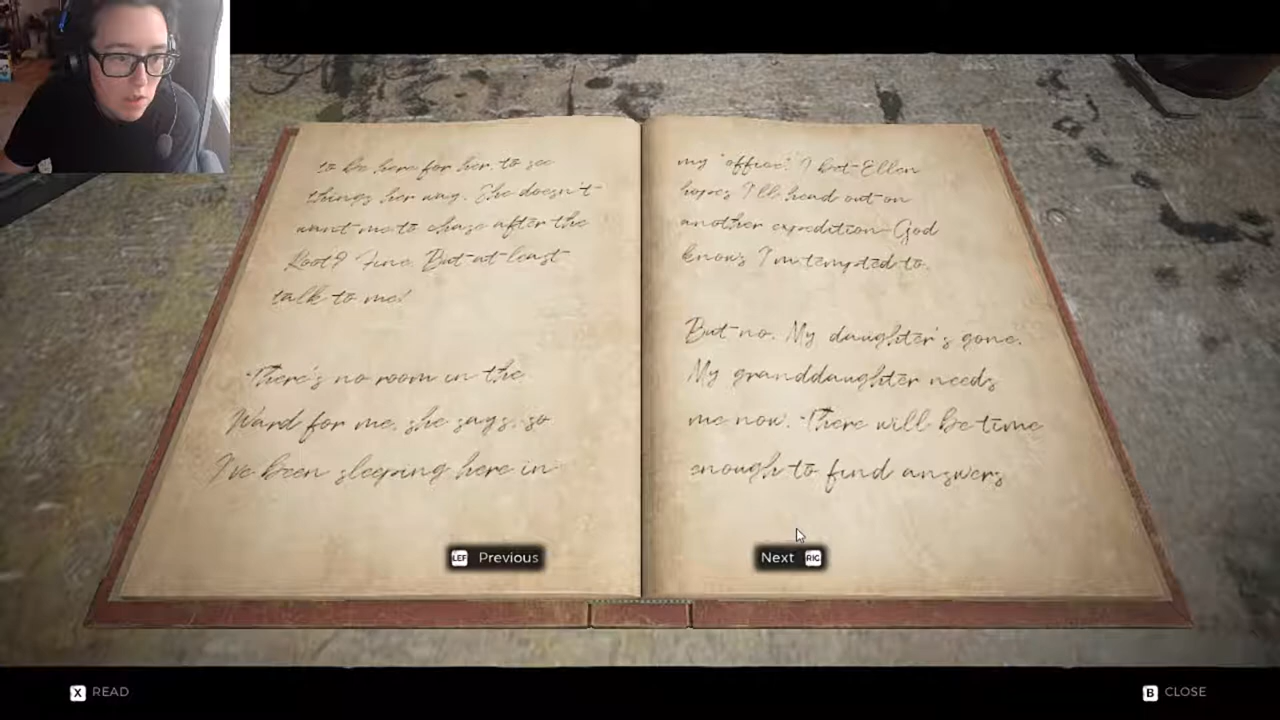 to be here for her, to see
things her way. She doesn't
want me to chase after the
Root? Fine. But at least
talk to me!
There's no room in the
Ward for me, she says, so
I've been sleeping here in
my "office." I bet Ellen
hopes I'll head out on
another expedition—God
knows I'm tempted to.
But no. My daughter's gone.
My granddaughter needs
me now. There will be time
enough to find answers
LEF Previous
Next RIG
X READ
B CLOSE